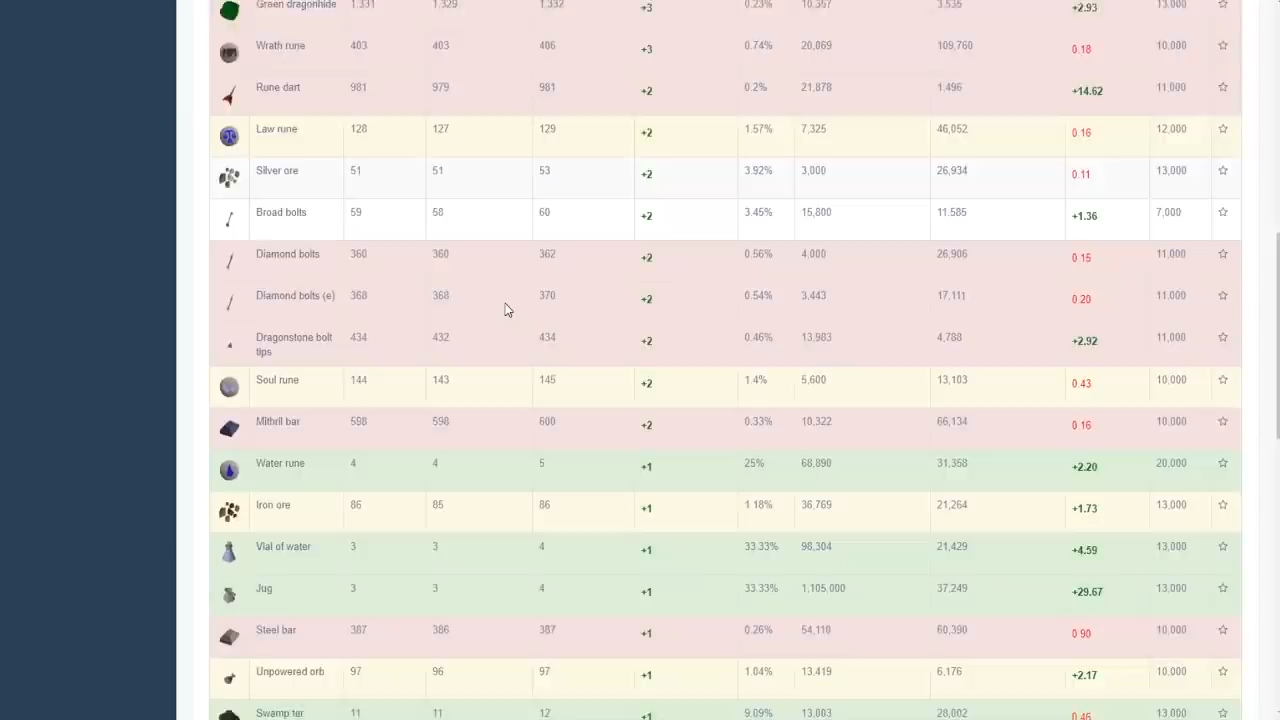 Green dragonhide 1.331 1.329 1.332 +3 0.23% 10,357 3.535 +2.93 13,000
Wrath rune 403 403 406 +3 0.74% 20,069 109,760 0.18 10,000
Rune dart 981 979 981 +2 0.2% 21,878 1.496 +14.62 11,000
Law rune 128 127 129 +2 1.57% 7,325 46,052 0.16 12,000
Silver ore 51 51 53 +2 3.92% 3,000 26,934 0.11 13,000
Broad bolts 59 58 60 +2 3.45% 15,800 11.585 +1.36 7,000
Diamond bolts 360 360 362 +2 0.56% 4,000 26,906 0 15 11,000
Diamond bolts (e) 368 368 370 +2 0.54% 3,443 17,111 0.20 11.000
Dragonstone bolt 434 432 434 +2 0.46% 13,983 4,788 +2.92 11,000
tips
Soul rune 144 143 145 +2 1.4% 5,600 13,103 0.43 10,000
Mithril bar 598 598 600 +2 0.33% 10,322 66,134 0 16 10.000
Water rune 4 4 5 +1 25% 68,890 31,358 +2.20 20,000
Iron ore 86 85 86 +1 1 18% 36,769 21,264 +1.73 13,000
Vial of water 3 3 4 +1 33.33% 98,304 21,429 +4.59 13,000
Jug 3 3 4 +1 33.33% 1,105,000 37,249 +29.67 13,000
Steel bar 387 386 387 +1 0.26% 54,110 60,390 0 90 10,000
Unpowered orb 97 96 97 +1 1.04% 13.419 6,176 +2.17 10,000
Swamp tar 11 11 12 +1 9.09% 13,003 28,002 0.46 13,000